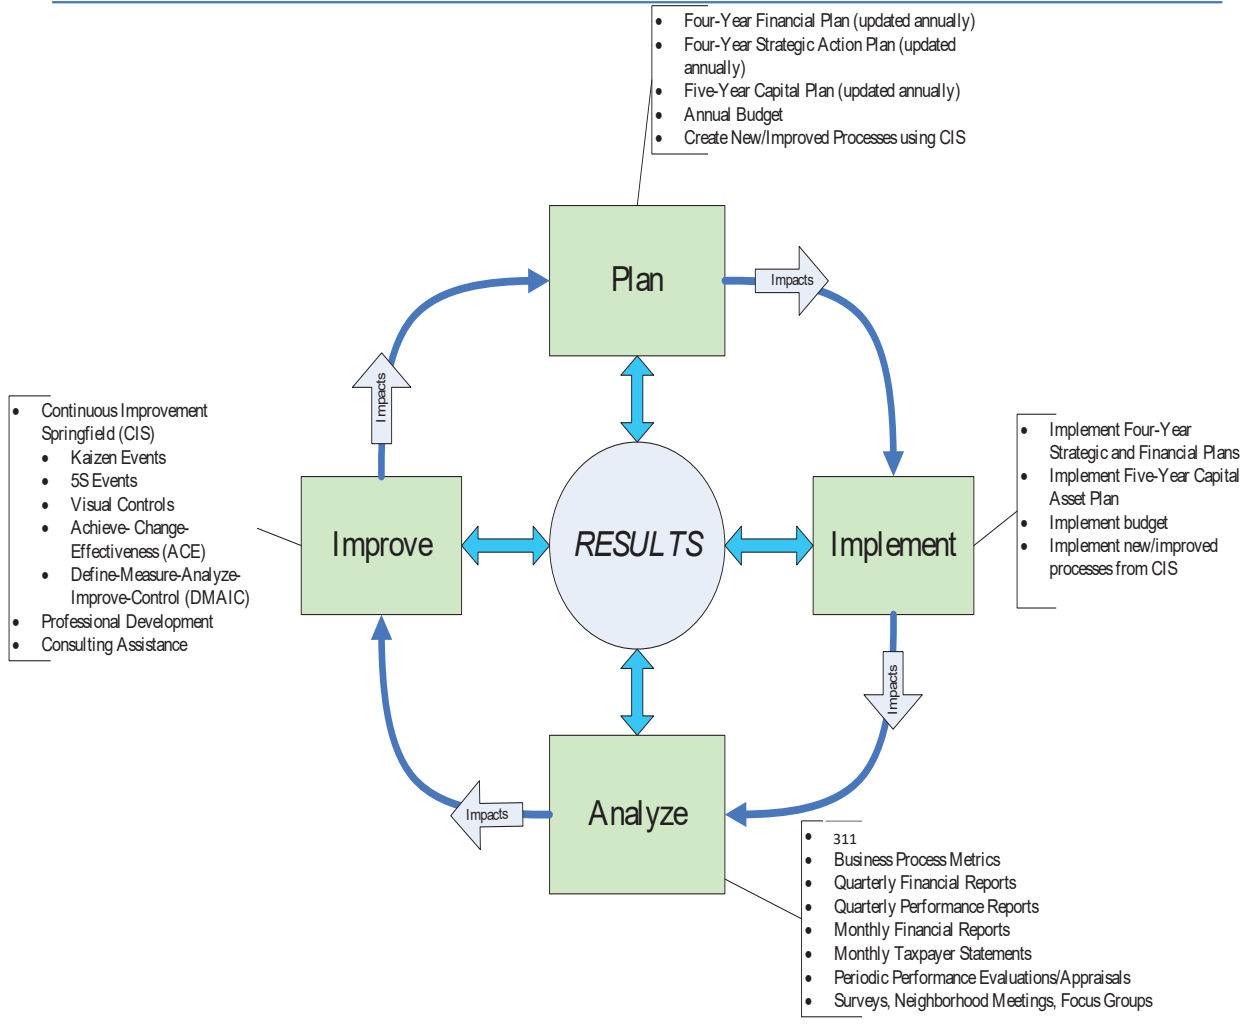 • Four-Year Financial Plan (updated annually)
• Four-Year Strategic Action Plan (updated
annually)
• Five-Year Capital Plan (updated annually)
• Annual Budget
• Create New/Improved Processes using CIS
Plan
Impacts
Impacts
• Continuous Improvement
Springfield (CIS)
• Kaizen Events
• 5S Events
• Visual Controls
• Achieve- Change-
Effectiveness (ACE)
• Define-Measure-Analyze-
Improve-Control (DMAIC)
• Professional Development
• Consulting Assistance
Improve
RESULTS
Implement
• Implement Four-Year
Strategic and Financial Plans
• Implement Five-Year Capital
Asset Plan
• Implement budget
• Implement new/improved
processes from CIS
Impacts
Impacts
Analyze
• 311
• Business Process Metrics
• Quarterly Financial Reports
• Quarterly Performance Reports
• Monthly Financial Reports
• Monthly Taxpayer Statements
• Periodic Performance Evaluations/Appraisals
• Surveys, Neighborhood Meetings, Focus Groups